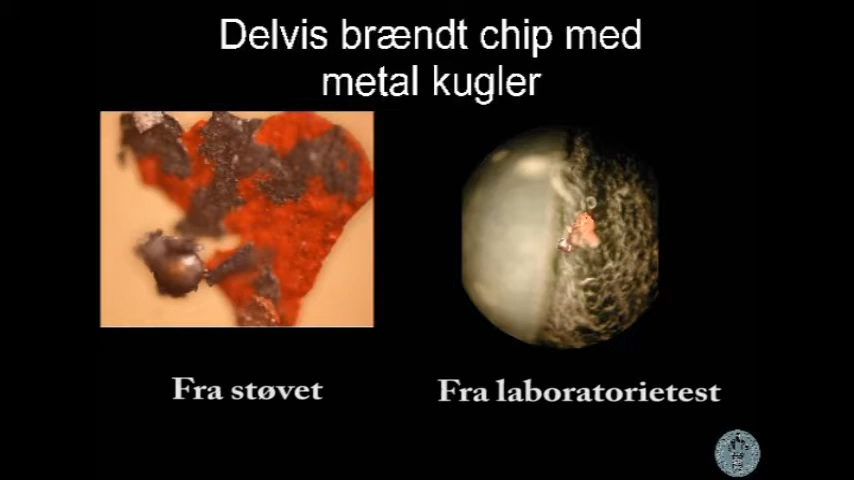 Delvis brændt chip med
metal kugler
Fra støvet
Fra laboratorietest